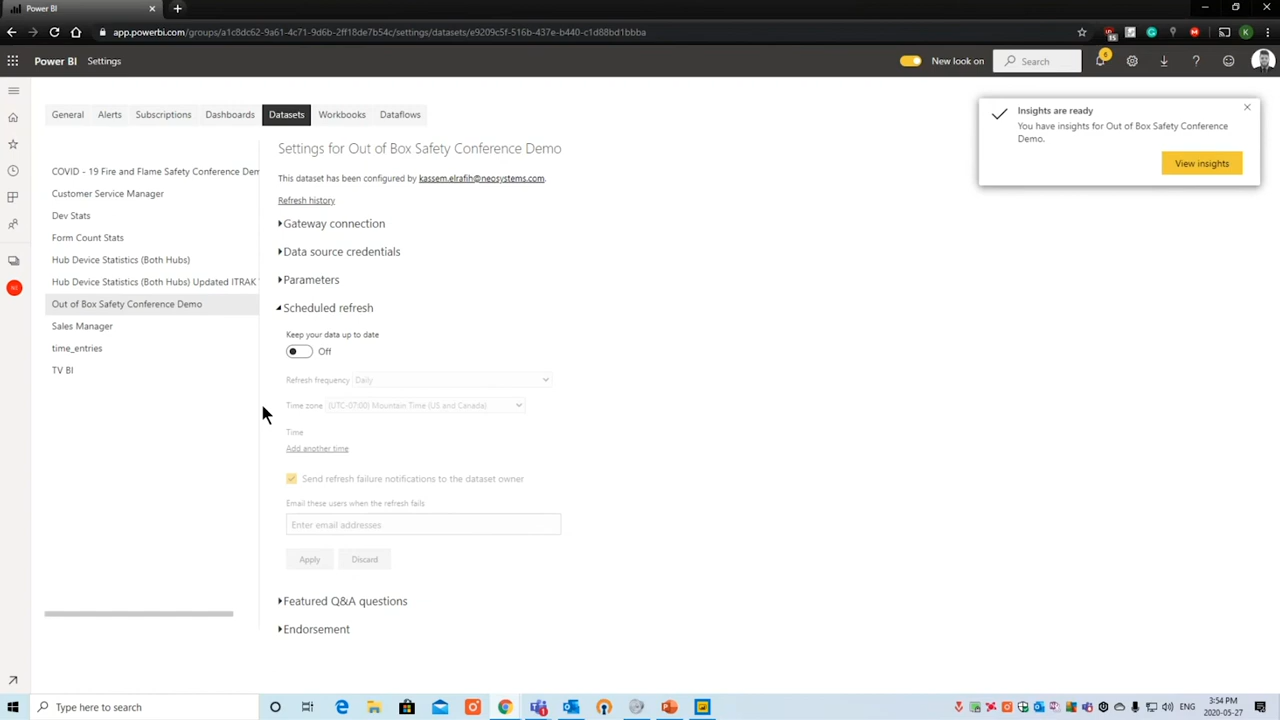 Power BI
app.powerbi.com/groups/a1c8dc62-9a61-4c71-9d6b-2ff18de7b54c/settings/datasets/e9209c5f-516b-437e-b440-c1d88bd1bbba
Power BI Settings
New look on
Search
6
General Alerts Subscriptions Dashboards Datasets Workbooks Dataflows
Insights are ready
You have insights for Out of Box Safety Conference
Demo.
View insights
COVID - 19 Fire and Flame Safety Conference Dem
Customer Service Manager
Dev Stats
Form Count Stats
Hub Device Statistics (Both Hubs)
Hub Device Statistics (Both Hubs) Updated ITRAK
Out of Box Safety Conference Demo
Sales Manager
time_entries
TV BI
Settings for Out of Box Safety Conference Demo
This dataset has been configured by kassem.elrafih@neosystems.com.
Refresh history
Gateway connection
Data source credentials
Parameters
Scheduled refresh
Keep your data up to date
Off
Refresh frequency Daily
Time zone (UTC-07:00) Mountain Time (US and Canada)
Time
Add another time
Send refresh failure notifications to the dataset owner
Email these users when the refresh fails
Enter email addresses
Apply Discard
Featured Q&A questions
Endorsement
Type here to search
ENG
3:54 PM
2020-05-27